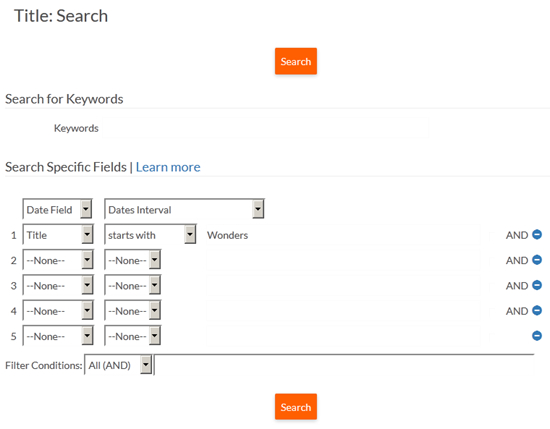 Title: Search
Search
Search for Keywords
Keywords
Search Specific Fields | Learn more
Date Field Dates Interval
1 Title starts with Wonders AND
2 --None-- --None-- AND
3 --None-- --None-- AND
4 --None-- --None-- AND
5 --None-- --None--
Filter Conditions: All (AND)
Search